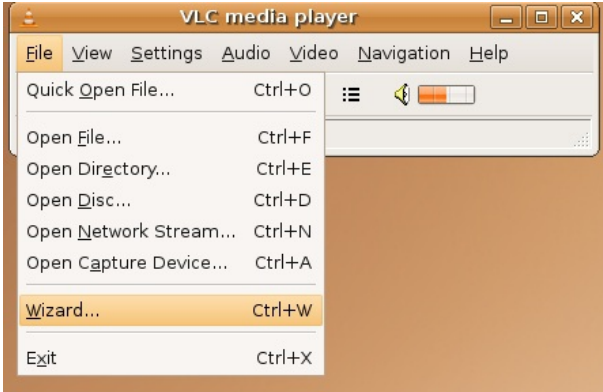 VLC media player
File View Settings Audio Video Navigation Help
Quick Open File... Ctrl+O
Open File... Ctrl+F
Open Directory... Ctrl+E
Open Disc... Ctrl+D
Open Network Stream... Ctrl+N
Open Capture Device... Ctrl+A
Wizard... Ctrl+W
Exit Ctrl+X